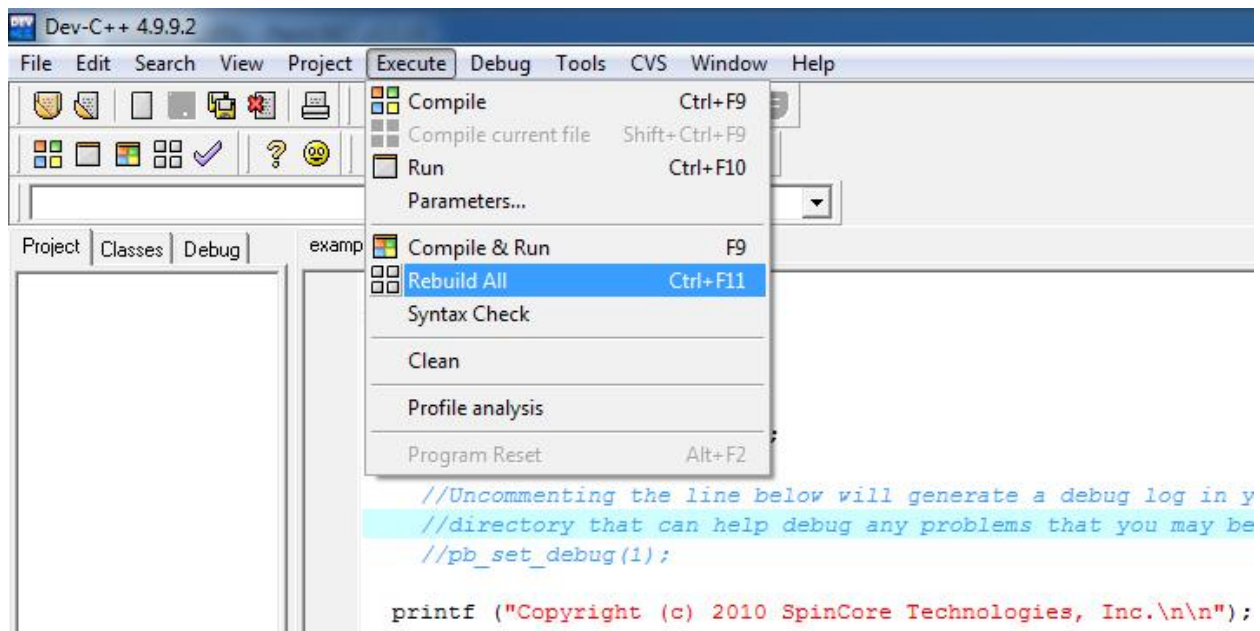 Dev-C++ 4.9.9.2
File Edit Search View Project Execute Debug Tools CVS Window Help
Compile Ctrl+F9
Compile current file Shift+Ctrl+F9
Run Ctrl+F10
Parameters...
Project Classes Debug examp
Compile & Run F9
Rebuild All Ctrl+F11
Syntax Check
Clean
Profile analysis
Program Reset Alt+F2
;
//Uncommenting the line below will generate a debug log in y
//directory that can help debug any problems that you may be
//pb_set_debug(1);
printf ("Copyright (c) 2010 SpinCore Technologies, Inc.\n\n");